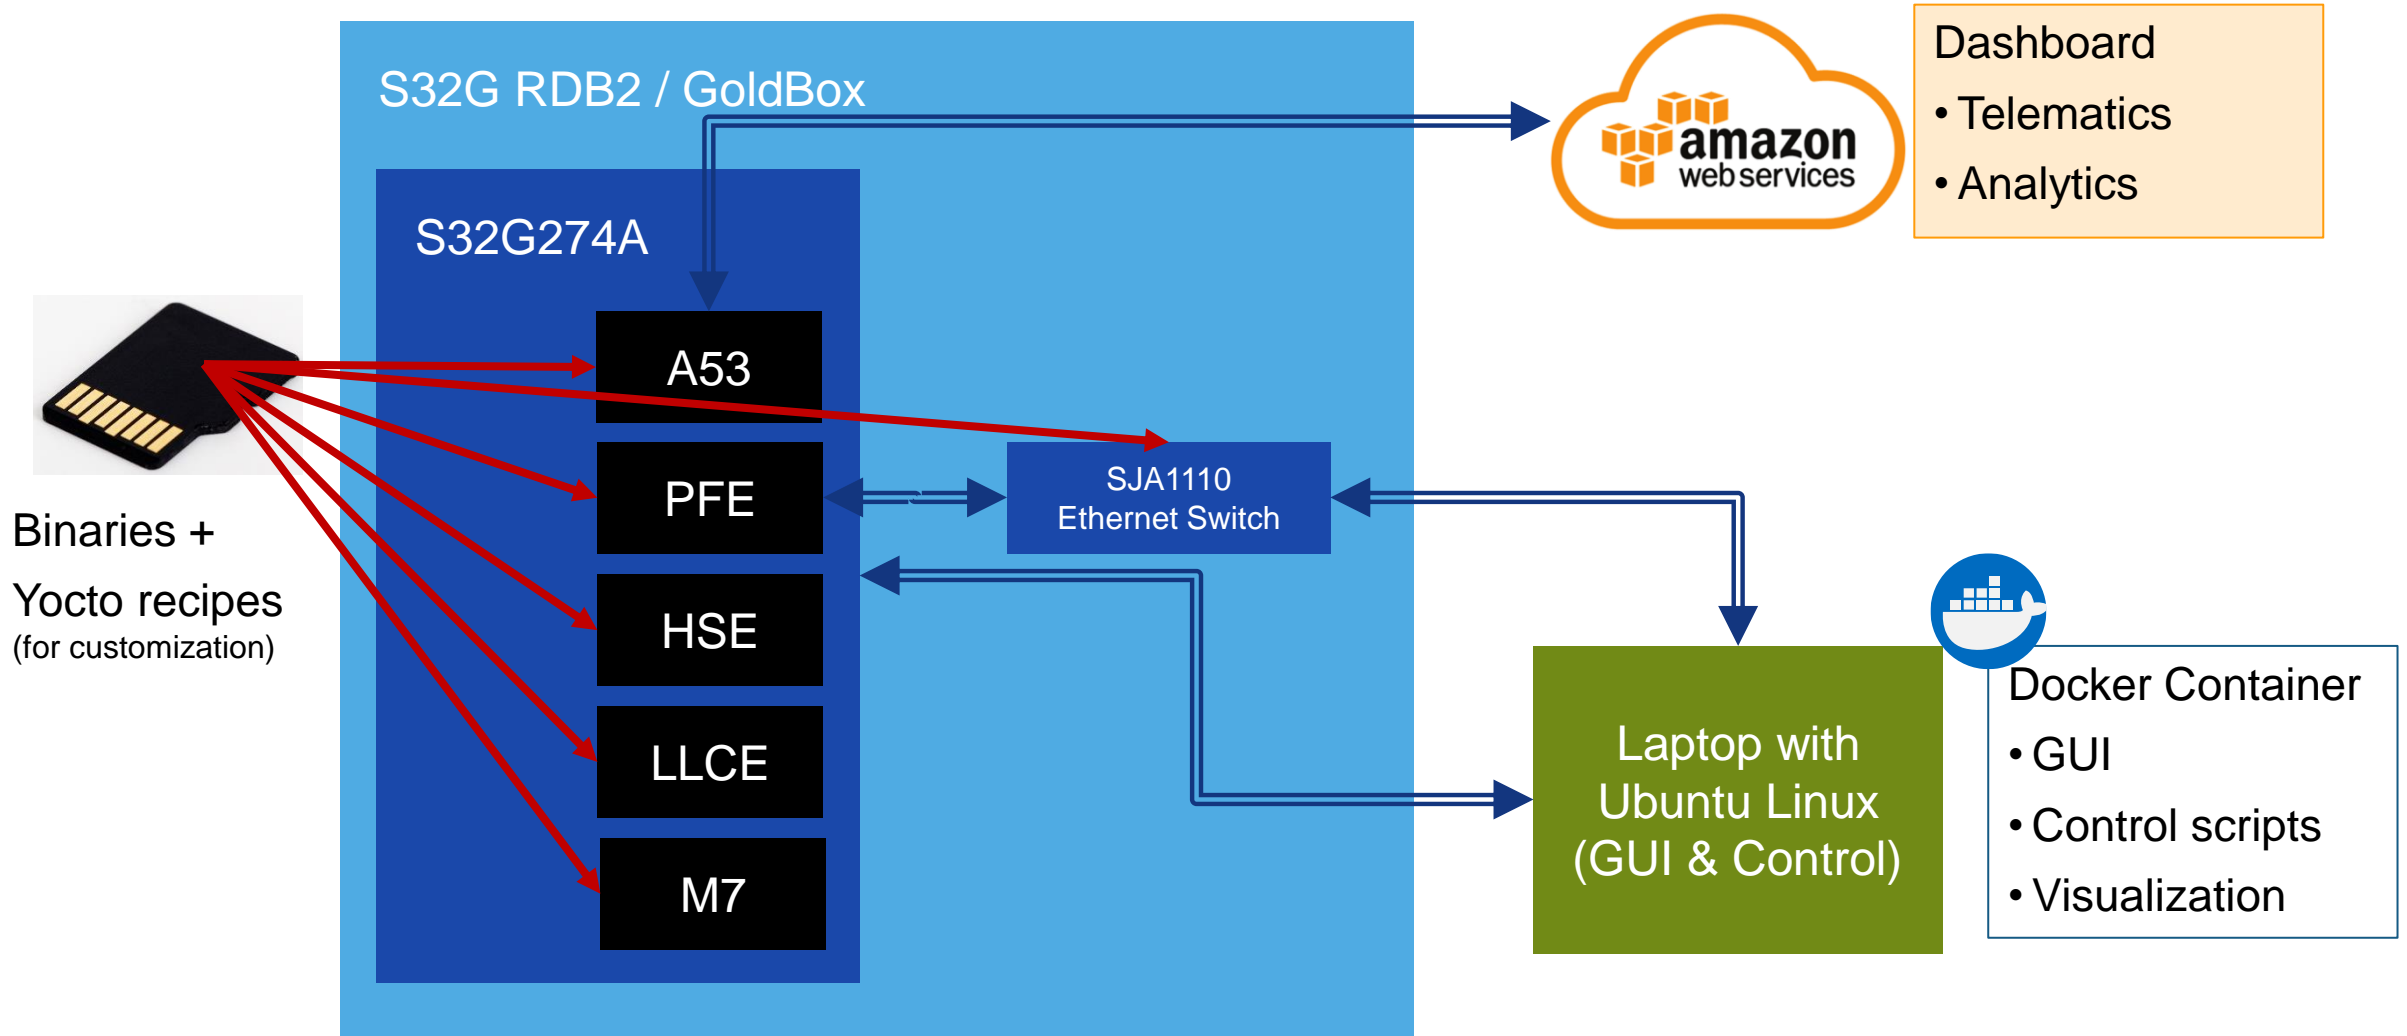 S32G RDB2 / GoldBox
S32G274A
A53
PFE
HSE
LLCE
M7
SJA1110
Ethernet Switch
Binaries +
Yocto recipes
(for customization)
amazon
web services
Dashboard
• Telematics
• Analytics
Laptop with
Ubuntu Linux
(GUI & Control)
Docker Container
• GUI
• Control scripts
• Visualization